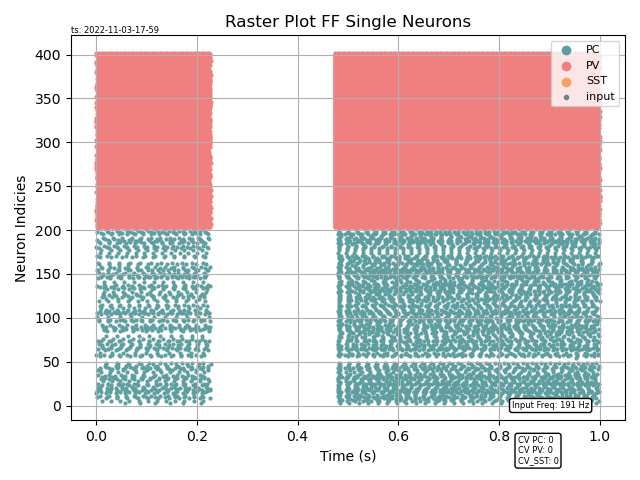 Raster Plot FF Single Neurons
ts: 2022-11-03-17-59
PC
PV
SST
input
400
350
300
250
200
150
100
50
0
Neuron Indicies
Input Freq: 191 Hz
0.0 0.2 0.4 0.6 0.8 1.0
Time (s)
CV PC: 0
CV PV: 0
CV_SST: 0